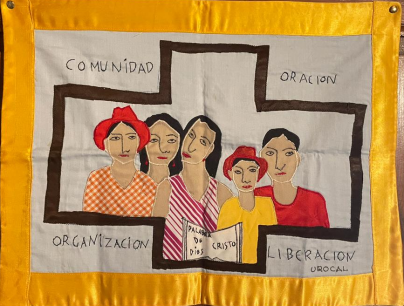 COMUNIDAD
ORACION
PALABRA
DE
DIOS
CRISTO
ORGANIZACION
LIBERACION
UROCAL